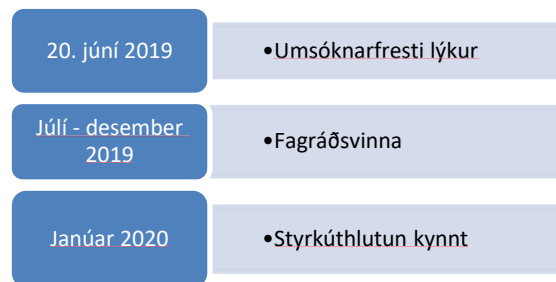 20. júní 2019
•Umsóknarfresti lýkur
Júlí - desember
2019
•Fagráðsvinna
Janúar 2020
•Styrkúthlutun kynnt